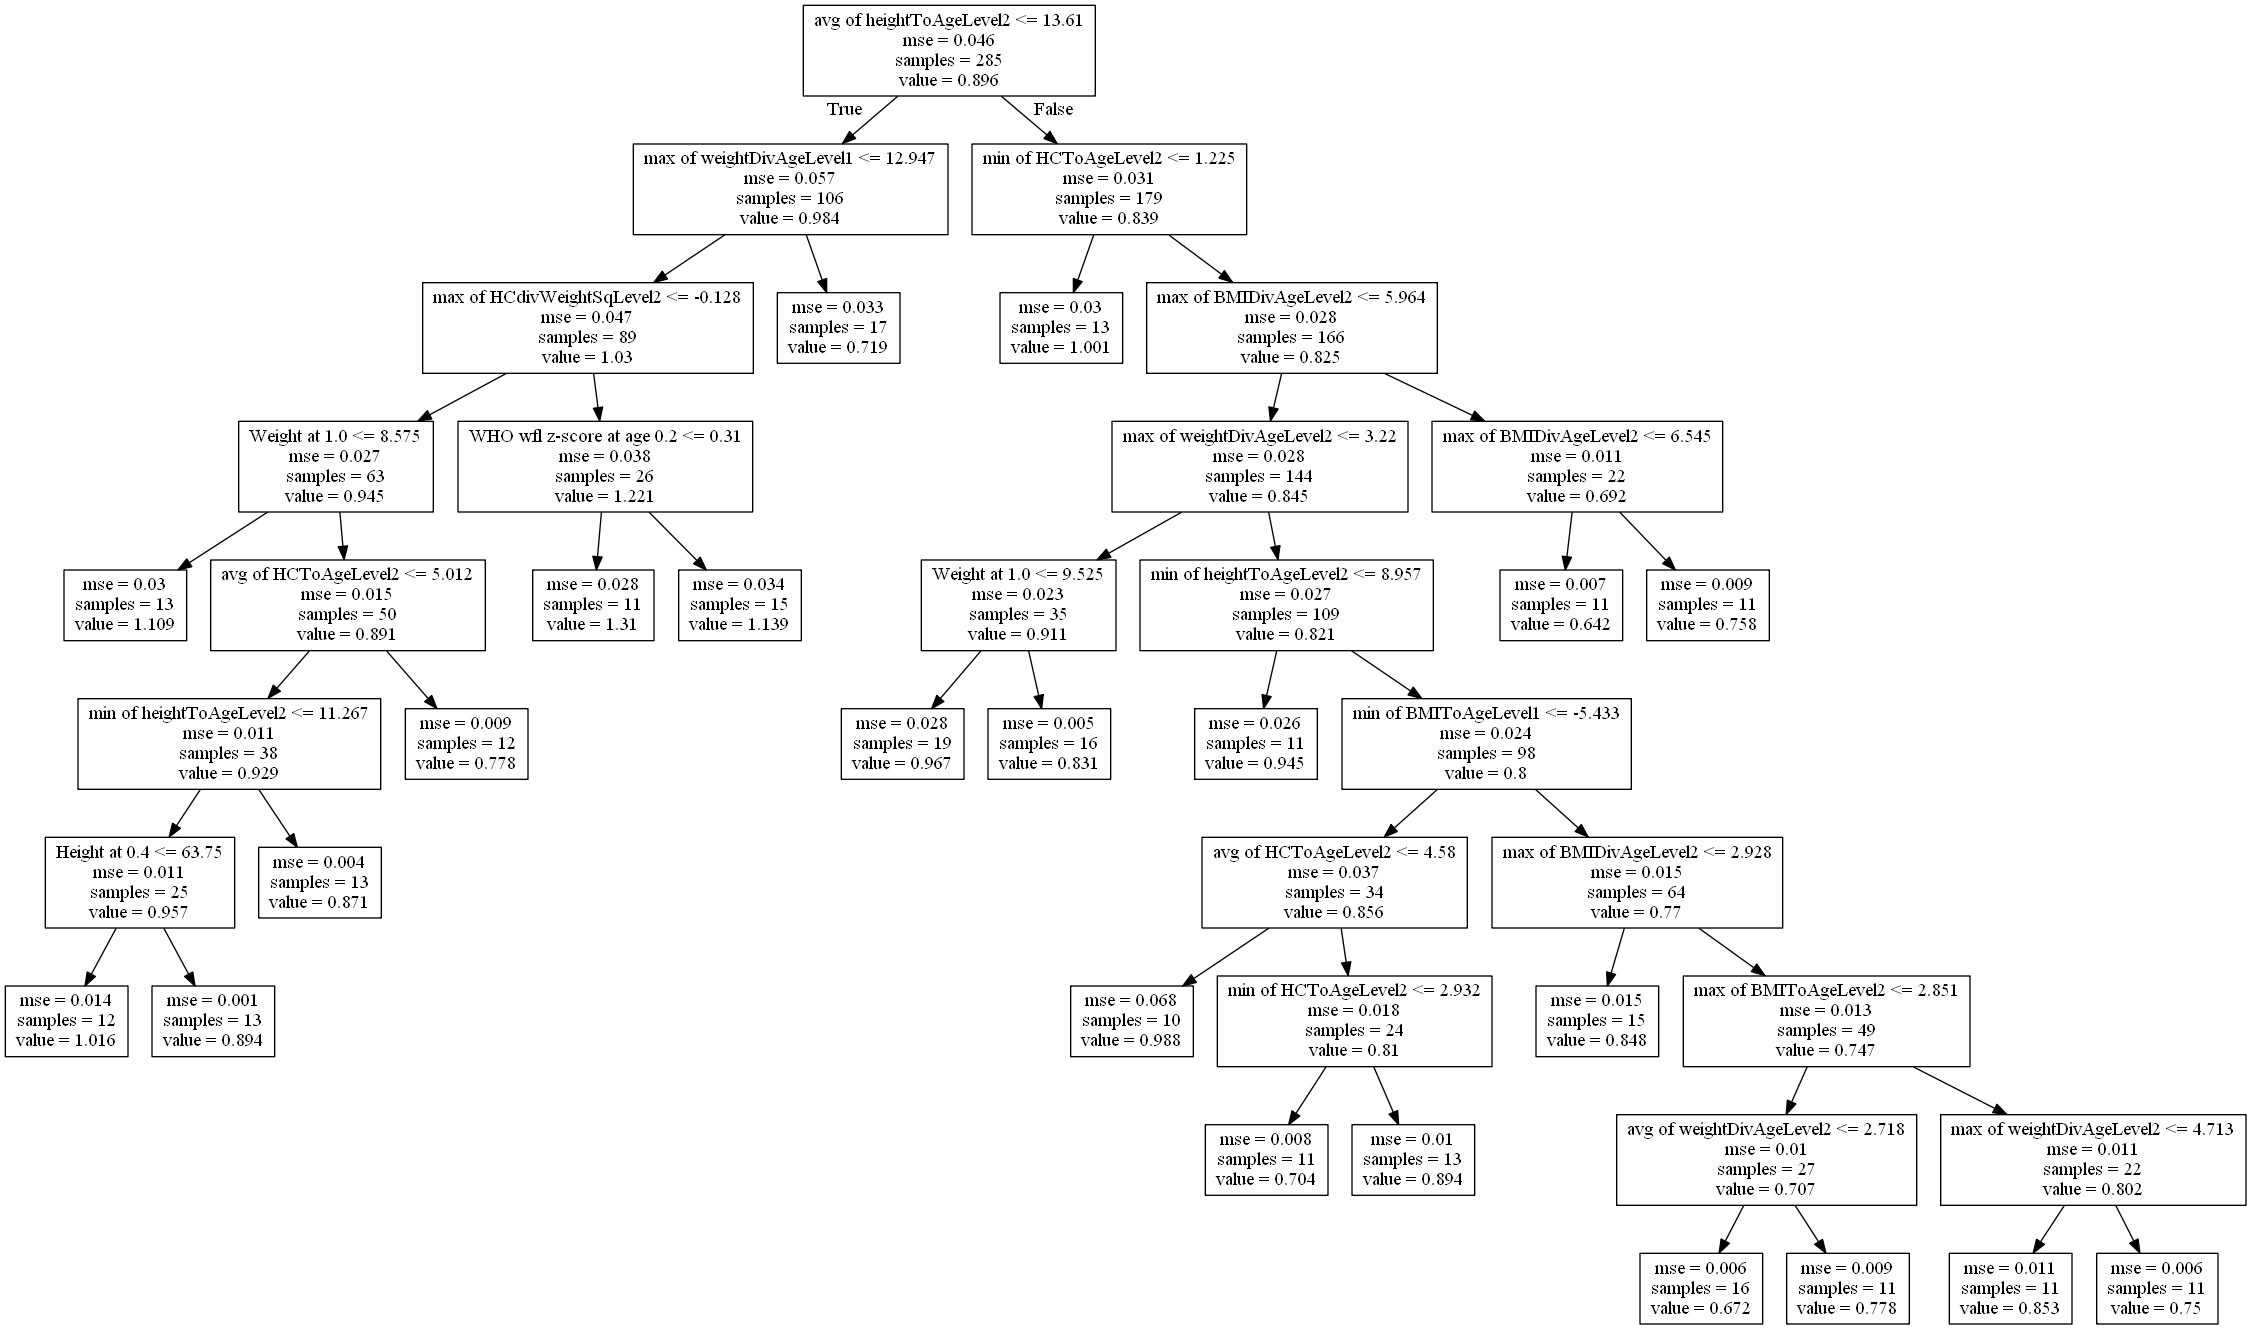 avg of heightToAgeLevel2 <= 13.61
mse = 0.046
samples = 285
value = 0.896
True
False
max of weightDivAgeLevel1 <= 12.947
mse = 0.057
samples = 106
value = 0.984
min of HCToAgeLevel2 <= 1.225
mse = 0.031
samples = 179
value = 0.839
max of HCdivWeightSqLevel2 <= -0.128
mse = 0.047
samples = 89
value = 1.03
mse = 0.033
samples = 17
value = 0.719
mse = 0.03
samples = 13
value = 1.001
max of BMIDivAgeLevel2 <= 5.964
mse = 0.028
samples = 166
value = 0.825
Weight at 1.0 <= 8.575
mse = 0.027
samples = 63
value = 0.945
WHO wfl z-score at age 0.2 <= 0.31
mse = 0.038
samples = 26
value = 1.221
max of weightDivAgeLevel2 <= 3.22
mse = 0.028
samples = 144
value = 0.845
max of BMIDivAgeLevel2 <= 6.545
mse = 0.011
samples = 22
value = 0.692
mse = 0.03
samples = 13
value = 1.109
avg of HCToAgeLevel2 <= 5.012
mse = 0.015
samples = 50
value = 0.891
mse = 0.028
samples = 11
value = 1.31
mse = 0.034
samples = 15
value = 1.139
Weight at 1.0 <= 9.525
mse = 0.023
samples = 35
value = 0.911
min of heightToAgeLevel2 <= 8.957
mse = 0.027
samples = 109
value = 0.821
mse = 0.007
samples = 11
value = 0.642
mse = 0.009
samples = 11
value = 0.758
min of heightToAgeLevel2 <= 11.267
mse = 0.011
samples = 38
value = 0.929
mse = 0.009
samples = 12
value = 0.778
mse = 0.028
samples = 19
value = 0.967
mse = 0.005
samples = 16
value = 0.831
mse = 0.026
samples = 11
value = 0.945
min of BMIToAgeLevel1 <= -5.433
mse = 0.024
samples = 98
value = 0.8
Height at 0.4 <= 63.75
mse = 0.011
samples = 25
value = 0.957
mse = 0.004
samples = 13
value = 0.871
avg of HCToAgeLevel2 <= 4.58
mse = 0.037
samples = 34
value = 0.856
max of BMIDivAgeLevel2 <= 2.928
mse = 0.015
samples = 64
value = 0.77
mse = 0.014
samples = 12
value = 1.016
mse = 0.001
samples = 13
value = 0.894
mse = 0.068
samples = 10
value = 0.988
min of HCToAgeLevel2 <= 2.932
mse = 0.018
samples = 24
value = 0.81
mse = 0.015
samples = 15
value = 0.848
max of BMIToAgeLevel2 <= 2.851
mse = 0.013
samples = 49
value = 0.747
mse = 0.008
samples = 11
value = 0.704
mse = 0.01
samples = 13
value = 0.894
avg of weightDivAgeLevel2 <= 2.718
mse = 0.01
samples = 27
value = 0.707
max of weightDivAgeLevel2 <= 4.713
mse = 0.011
samples = 22
value = 0.802
mse = 0.006
samples = 16
value = 0.672
mse = 0.009
samples = 11
value = 0.778
mse = 0.011
samples = 11
value = 0.853
mse = 0.006
samples = 11
value = 0.75